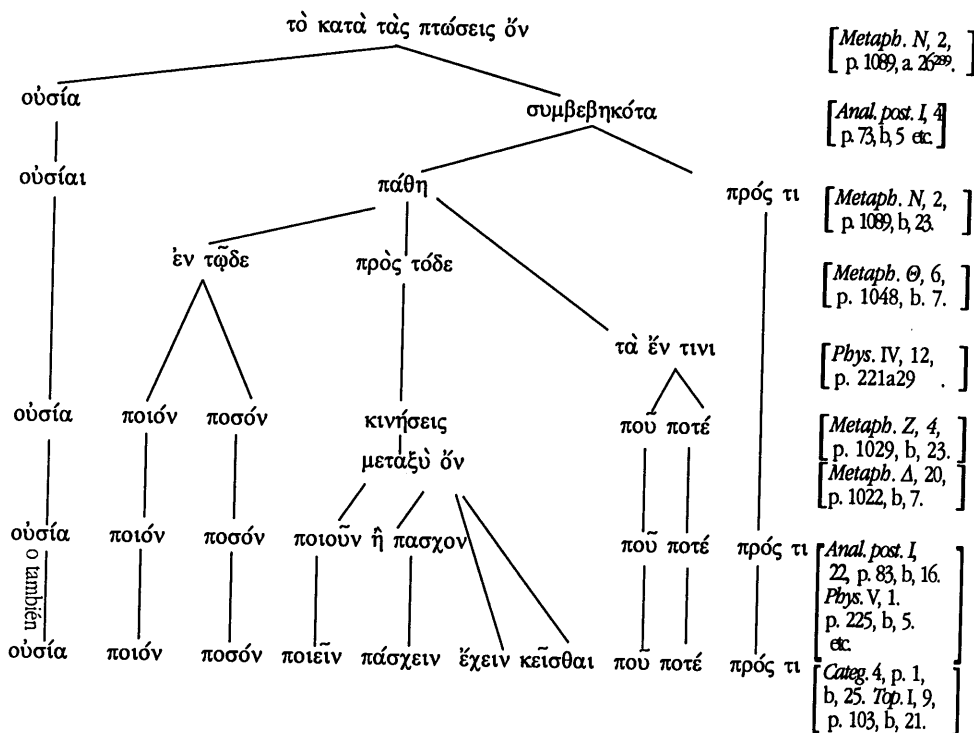 τὸ κατὰ τὰς πτώσεις ὄν
[Metaph. N, 2,
p. 1089, a. 26²⁸⁹.]
οὐσία
συμβεβηκότα
[Anal. post. I, 4
p. 73, b, 5 etc.]
οὐσίαι
πάθη
πρός τι
[Metaph. N, 2,
p. 1089, b, 23.]
ἐν τῷδε
πρὸς τόδε
[Metaph. Θ, 6,
p. 1048, b. 7.]
τὰ ἔν τινι
[Phys. IV, 12,
p. 221a29 .]
οὐσία ποιόν ποσόν κινήσεις ποῦ ποτέ
[Metaph. Z, 4,
p. 1029, b, 23.]
μεταξὺ ὄν
[Metaph. Δ, 20,
p. 1022, b, 7.]
οὐσία ποιόν ποσόν ποιοῦν ἢ πασχον ποῦ ποτέ πρός τι
[Anal. post. I,
22, p. 83, b, 16.
Phys. V, 1.
p. 225, b, 5.
etc.]
o también
οὐσία ποιόν ποσόν ποιεῖν πάσχειν ἔχειν κεῖσθαι ποῦ ποτέ πρός τι
[Categ. 4, p. 1,
b, 25. Top. I, 9,
p. 103, b, 21.]